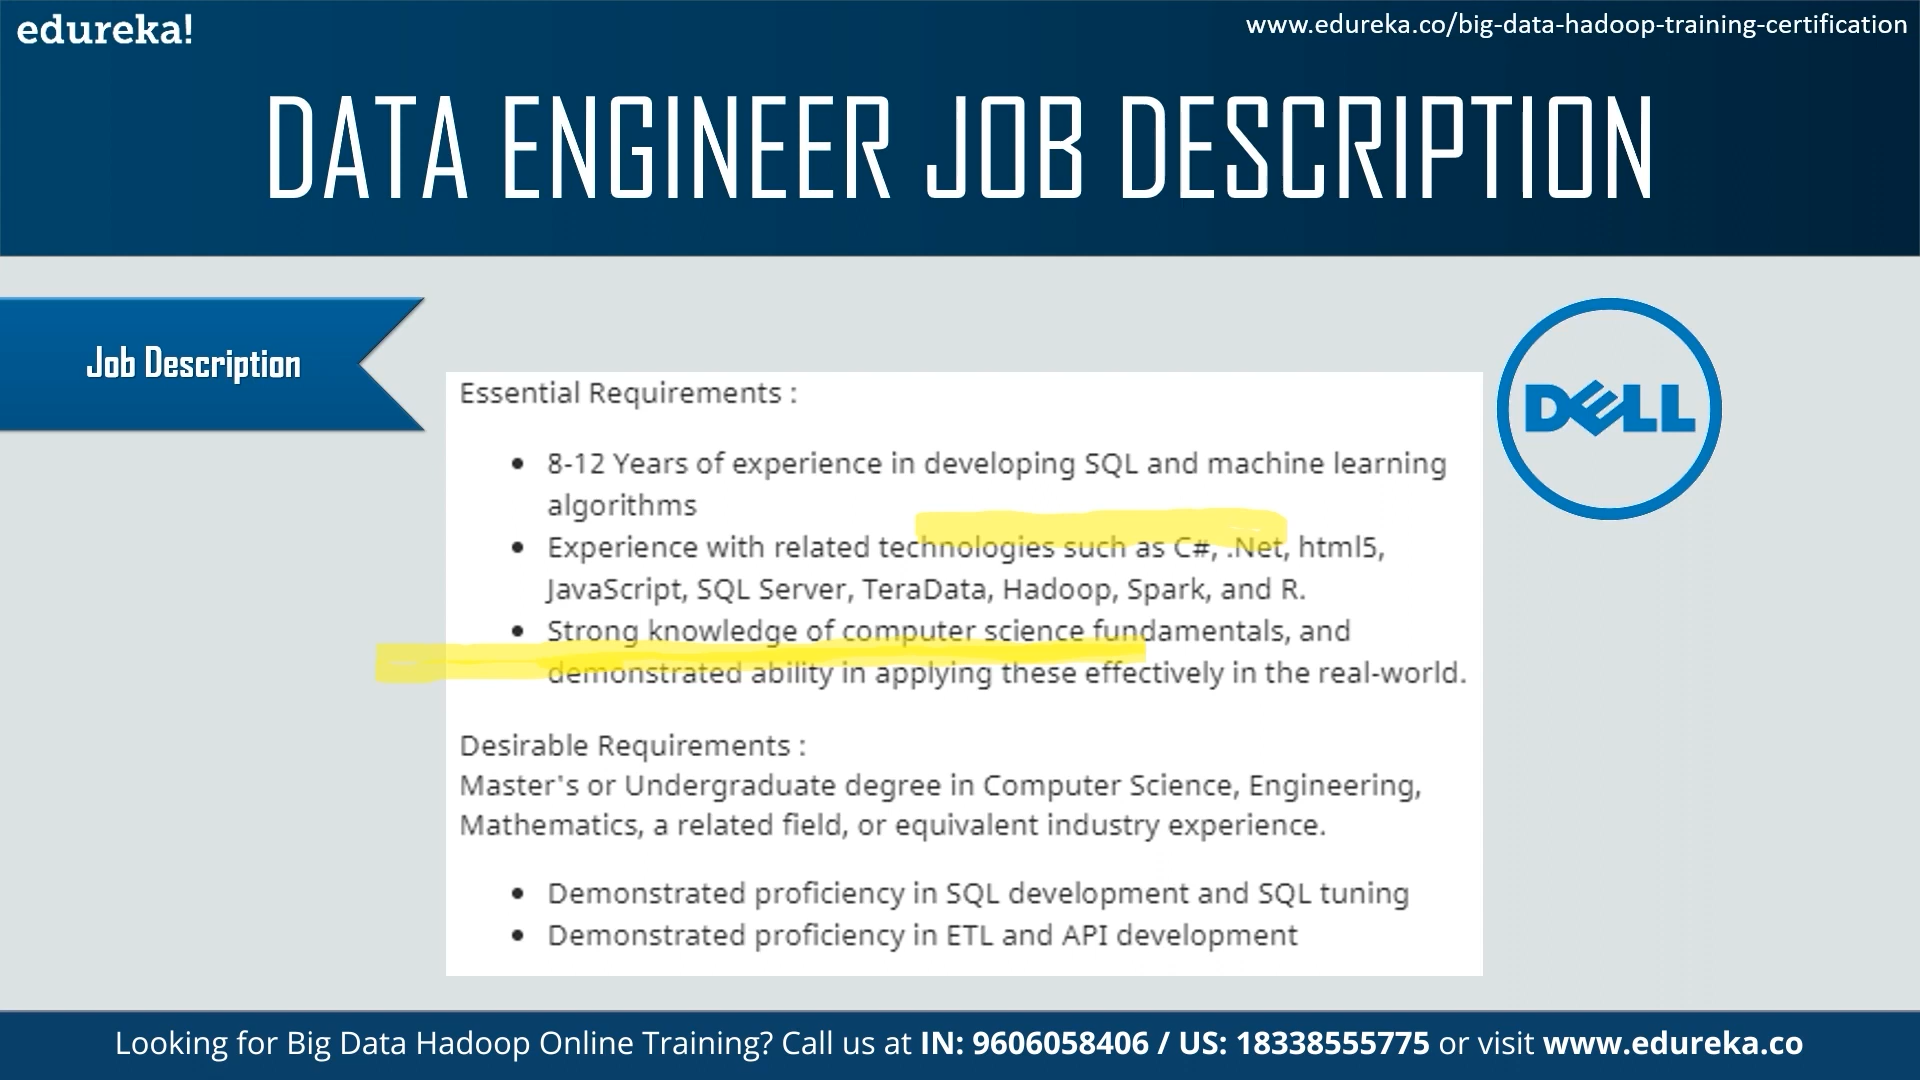 edureka!
www.edureka.co/big-data-hadoop-training-certification
DATA ENGINEER JOB DESCRIPTION
Job Description
DELL
Essential Requirements :
• 8-12 Years of experience in developing SQL and machine learning
algorithms
• Experience with related technologies such as C#, .Net, html5,
JavaScript, SQL Server, TeraData, Hadoop, Spark, and R.
• Strong knowledge of computer science fundamentals, and
demonstrated ability in applying these effectively in the real-world.
Desirable Requirements :
Master's or Undergraduate degree in Computer Science, Engineering,
Mathematics, a related field, or equivalent industry experience.
• Demonstrated proficiency in SQL development and SQL tuning
• Demonstrated proficiency in ETL and API development
Looking for Big Data Hadoop Online Training? Call us at IN: 9606058406 / US: 18338555775 or visit www.edureka.co